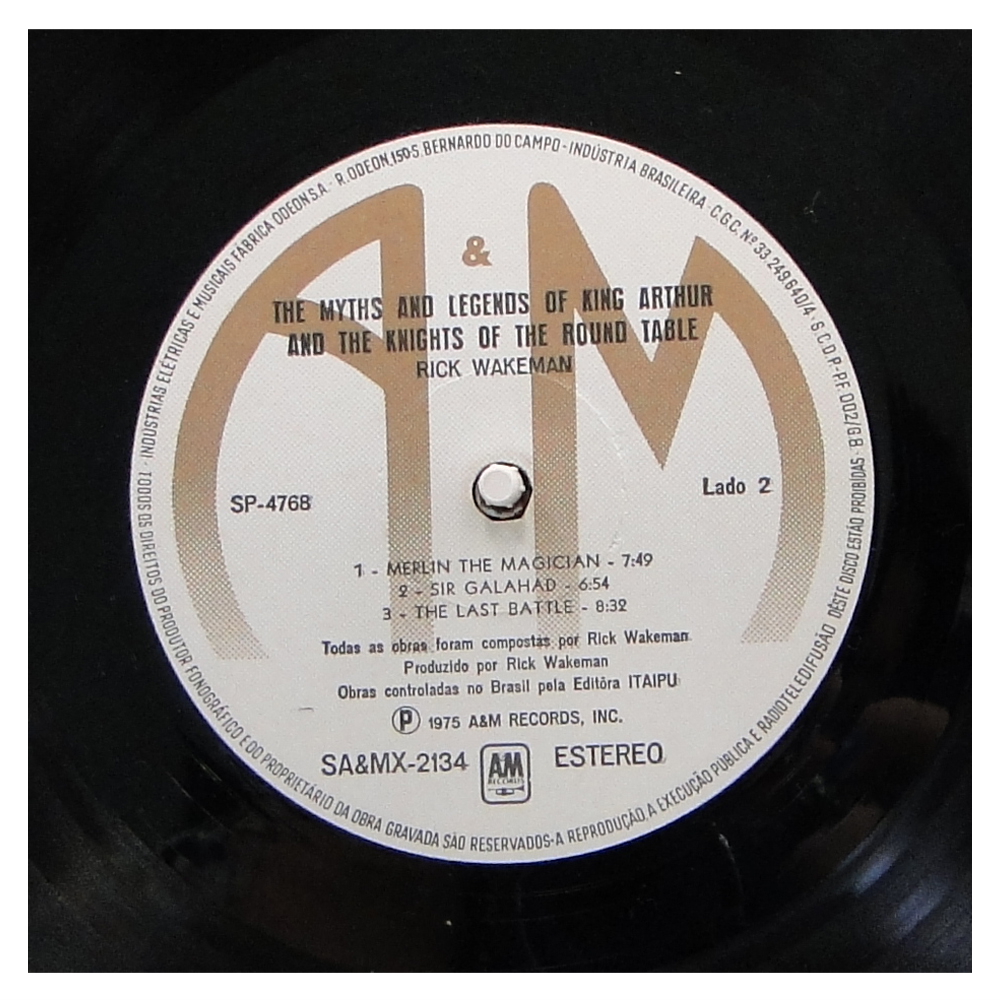 A & M
THE MYTHS AND LEGENDS OF KING ARTHUR
AND THE KNIGHTS OF THE ROUND TABLE
RICK WAKEMAN
SP-4768
Lado 2
1 - MERLIN THE MAGICIAN - 7:49
2 - SIR GALAHAD - 6:54
3 - THE LAST BATTLE - 8:32
Todas as obras foram compostas por Rick Wakeman
Produzido por Rick Wakeman
Obras controladas no Brasil pela Editôra ITAIPU
Ⓟ 1975 A&M RECORDS, INC.
SA&MX-2134
AM
RECORDS
ESTEREO
INDÚSTRIAS ELÉTRICAS E MUSICAIS FÁBRICA ODEON S.A. · R. ODEON, 150 S. BERNARDO DO CAMPO - INDÚSTRIA BRASILEIRA · C.G.C. Nº 33.249.640/4 · S.C.D.P.-P.F. 002/GB · TODOS OS DIREITOS DO PRODUTOR FONOGRÁFICO E DO PROPRIETÁRIO DA OBRA GRAVADA SÃO RESERVADOS-A REPRODUÇÃO, A EXECUÇÃO PÚBLICA E RADIOTELEDIFUSÃO DÊSTE DISCO ESTÃO PROIBIDAS ·